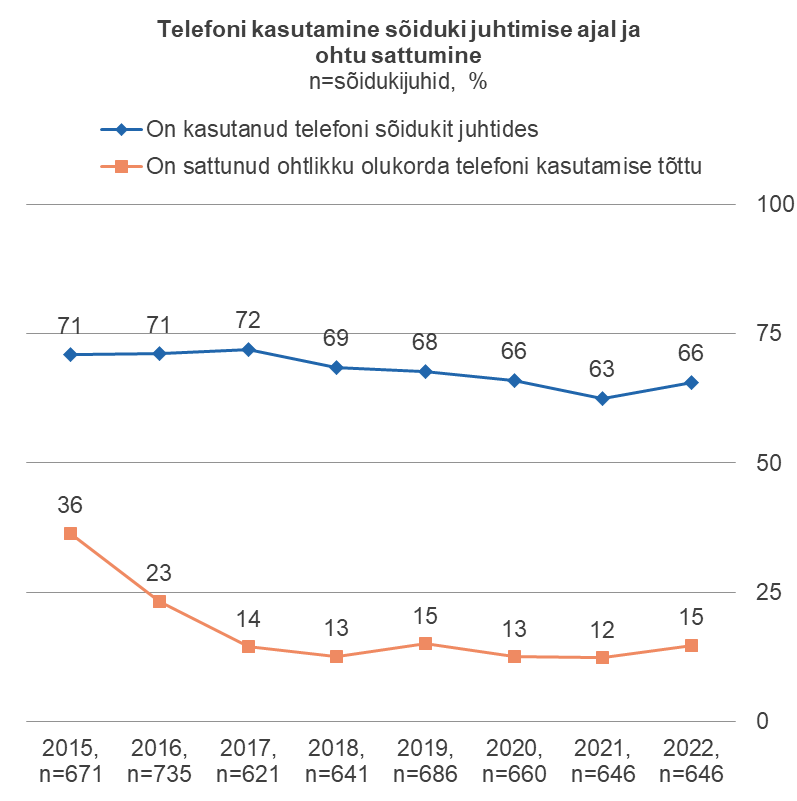 Telefoni kasutamine sõiduki juhtimise ajal ja
ohtu sattumine
n=sõidukijuhid, %
On kasutanud telefoni sõidukit juhtides
On sattunud ohtlikku olukorda telefoni kasutamise tõttu
100
75
50
25
0
71 71 72 69 68 66 63 66
36 23 14 13 15 13 12 15
2015, 2016, 2017, 2018, 2019, 2020, 2021, 2022,
n=671 n=735 n=621 n=641 n=686 n=660 n=646 n=646